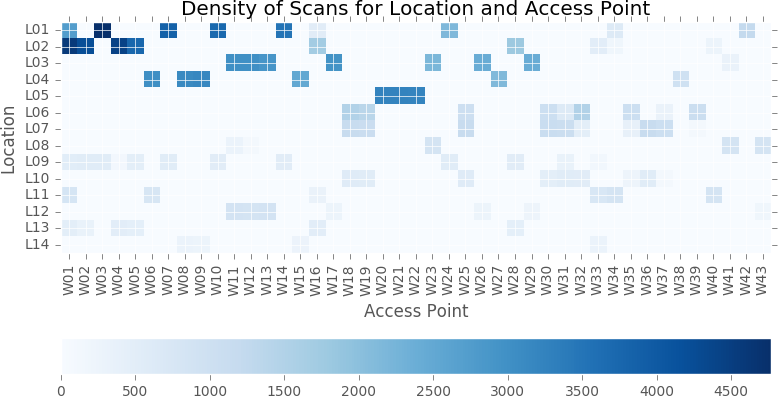 Density of Scans for Location and Access Point
Location
L01
L02
L03
L04
L05
L06
L07
L08
L09
L10
L11
L12
L13
L14
W01 W02 W03 W04 W05 W06 W07 W08 W09 W10 W11 W12 W13 W14 W15 W16 W17 W18 W19 W20 W21 W22 W23 W24 W25 W26 W27 W28 W29 W30 W31 W32 W33 W34 W35 W36 W37 W38 W39 W40 W41 W42 W43
Access Point
0 500 1000 1500 2000 2500 3000 3500 4000 4500